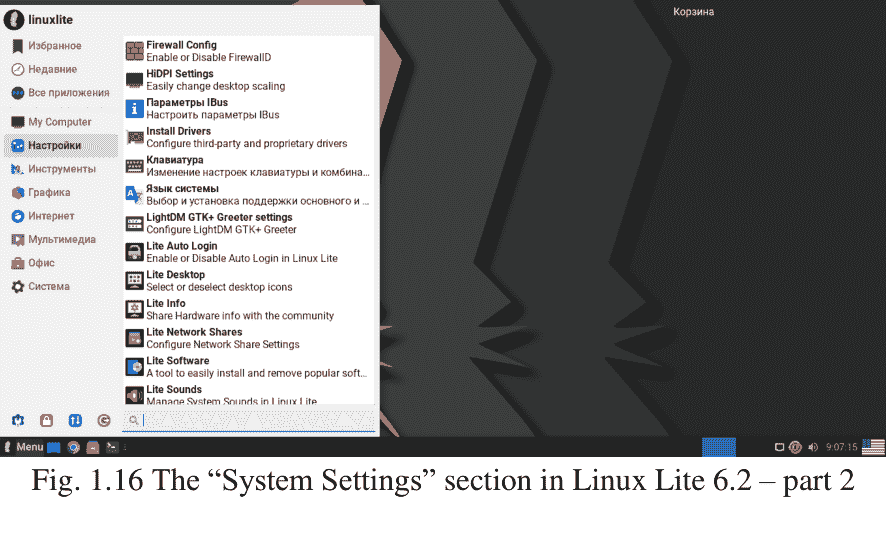 Корзина
linuxlite
Избранное
Недавние
Все приложения
My Computer
Настройки
Инструменты
Графика
Интернет
Мультимедиа
Офис
Система
Firewall Config
Enable or Disable FirewallD
HiDPI Settings
Easily change desktop scaling
Параметры IBus
Настроить параметры IBus
Install Drivers
Configure third-party and proprietary drivers
Клавиатура
Изменение настроек клавиатуры и комбина...
Язык системы
Выбор и установка поддержки основного и ...
LightDM GTK+ Greeter settings
Configure LightDM GTK+ Greeter
Lite Auto Login
Enable or Disable Auto Login in Linux Lite
Lite Desktop
Select or deselect desktop icons
Lite Info
Share Hardware info with the community
Lite Network Shares
Configure Network Share Settings
Lite Software
A tool to easily install and remove popular soft...
Lite Sounds
Manage System Sounds in Linux Lite
Menu
9:07:15
Fig. 1.16 The “System Settings” section in Linux Lite 6.2 – part 2